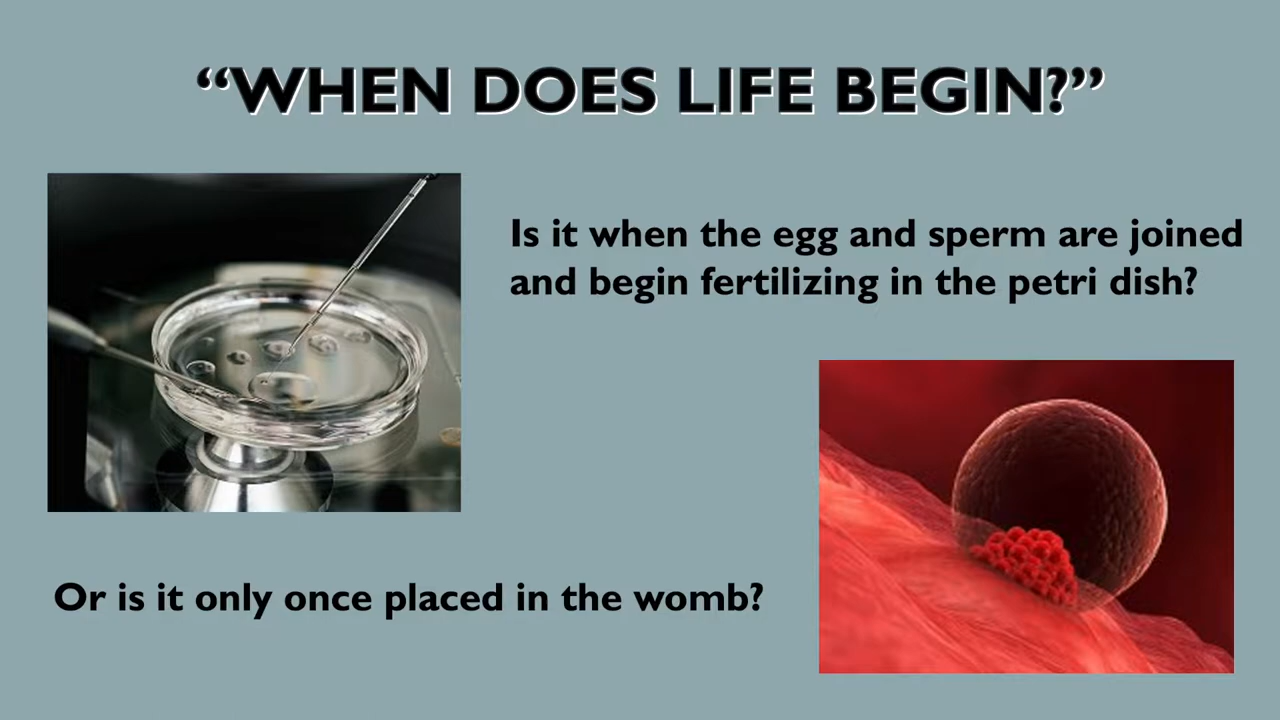 “WHEN DOES LIFE BEGIN?”
Is it when the egg and sperm are joined
and begin fertilizing in the petri dish?
Or is it only once placed in the womb?